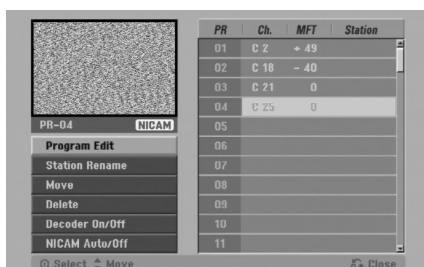 PR Ch. MFT Station
01 C 2 + 49
02 C 18 - 40
03 C 21 0
04 C 25 0
05
06
07
08
09
10
11
PR-04 NICAM
Program Edit
Station Rename
Move
Delete
Decoder On/Off
NICAM Auto/Off
Select Move Close